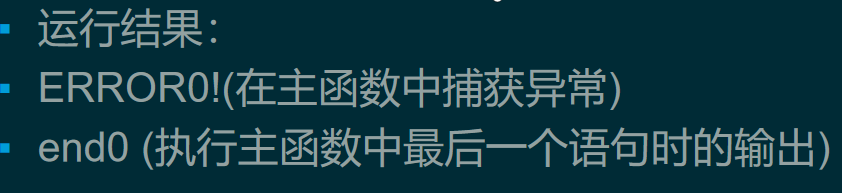 运行结果：
ERROR0!(在主函数中捕获异常)
end0 (执行主函数中最后一个语句时的输出)